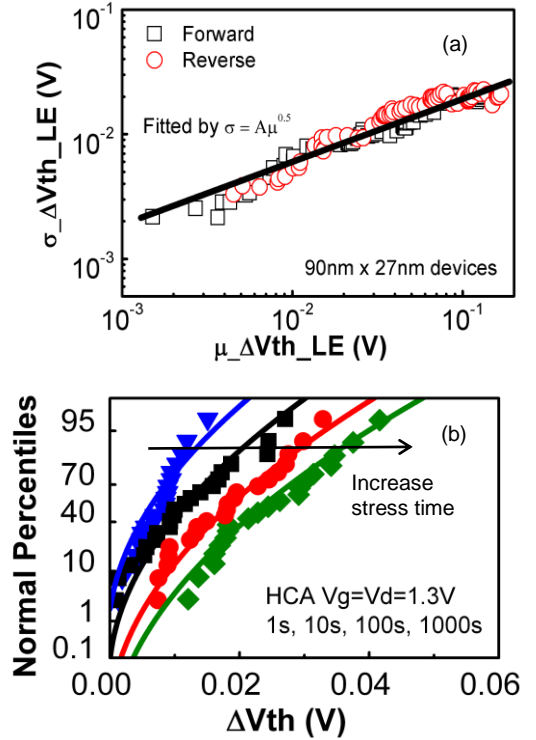 10⁻¹
Forward
(a)
Reverse
σ_ΔVth_LE (V)
10⁻²
Fitted by σ = Aμ^0.5
10⁻³
90nm x 27nm devices
10⁻³ 10⁻² 10⁻¹
μ_ΔVth_LE (V)
95
(b)
Normal Percentiles
70
Increase
stress time
40
10
HCA Vg=Vd=1.3V
1
1s, 10s, 100s, 1000s
0.1
0.00 0.02 0.04 0.06
ΔVth (V)